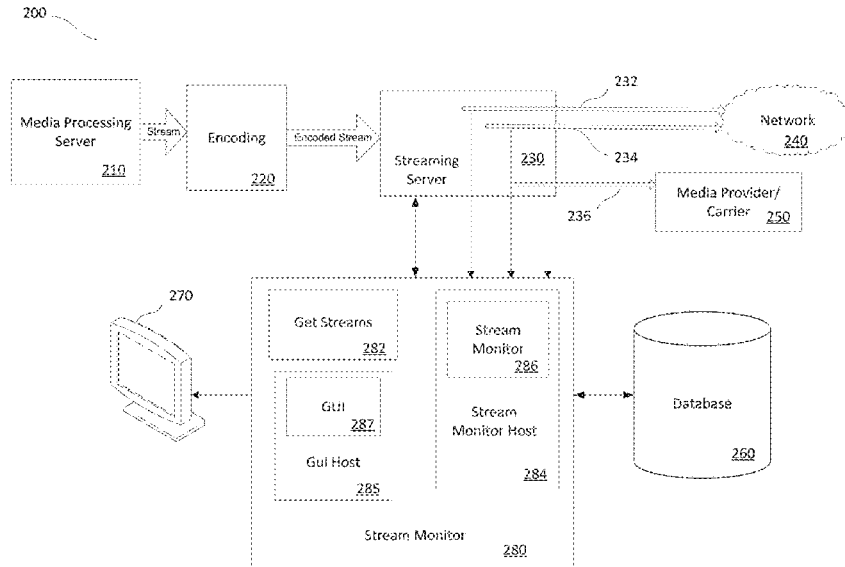 200
Media Processing
Server
210
Stream
Encoding
220
Encoded Stream
Streaming
Server
230
232
234
236
Network
240
Media Provider/
Carrier
250
270
Get Streams
282
GUI
287
Gui Host
285
Stream
Monitor
286
Stream
Monitor Host
284
Stream Monitor
280
Database
260